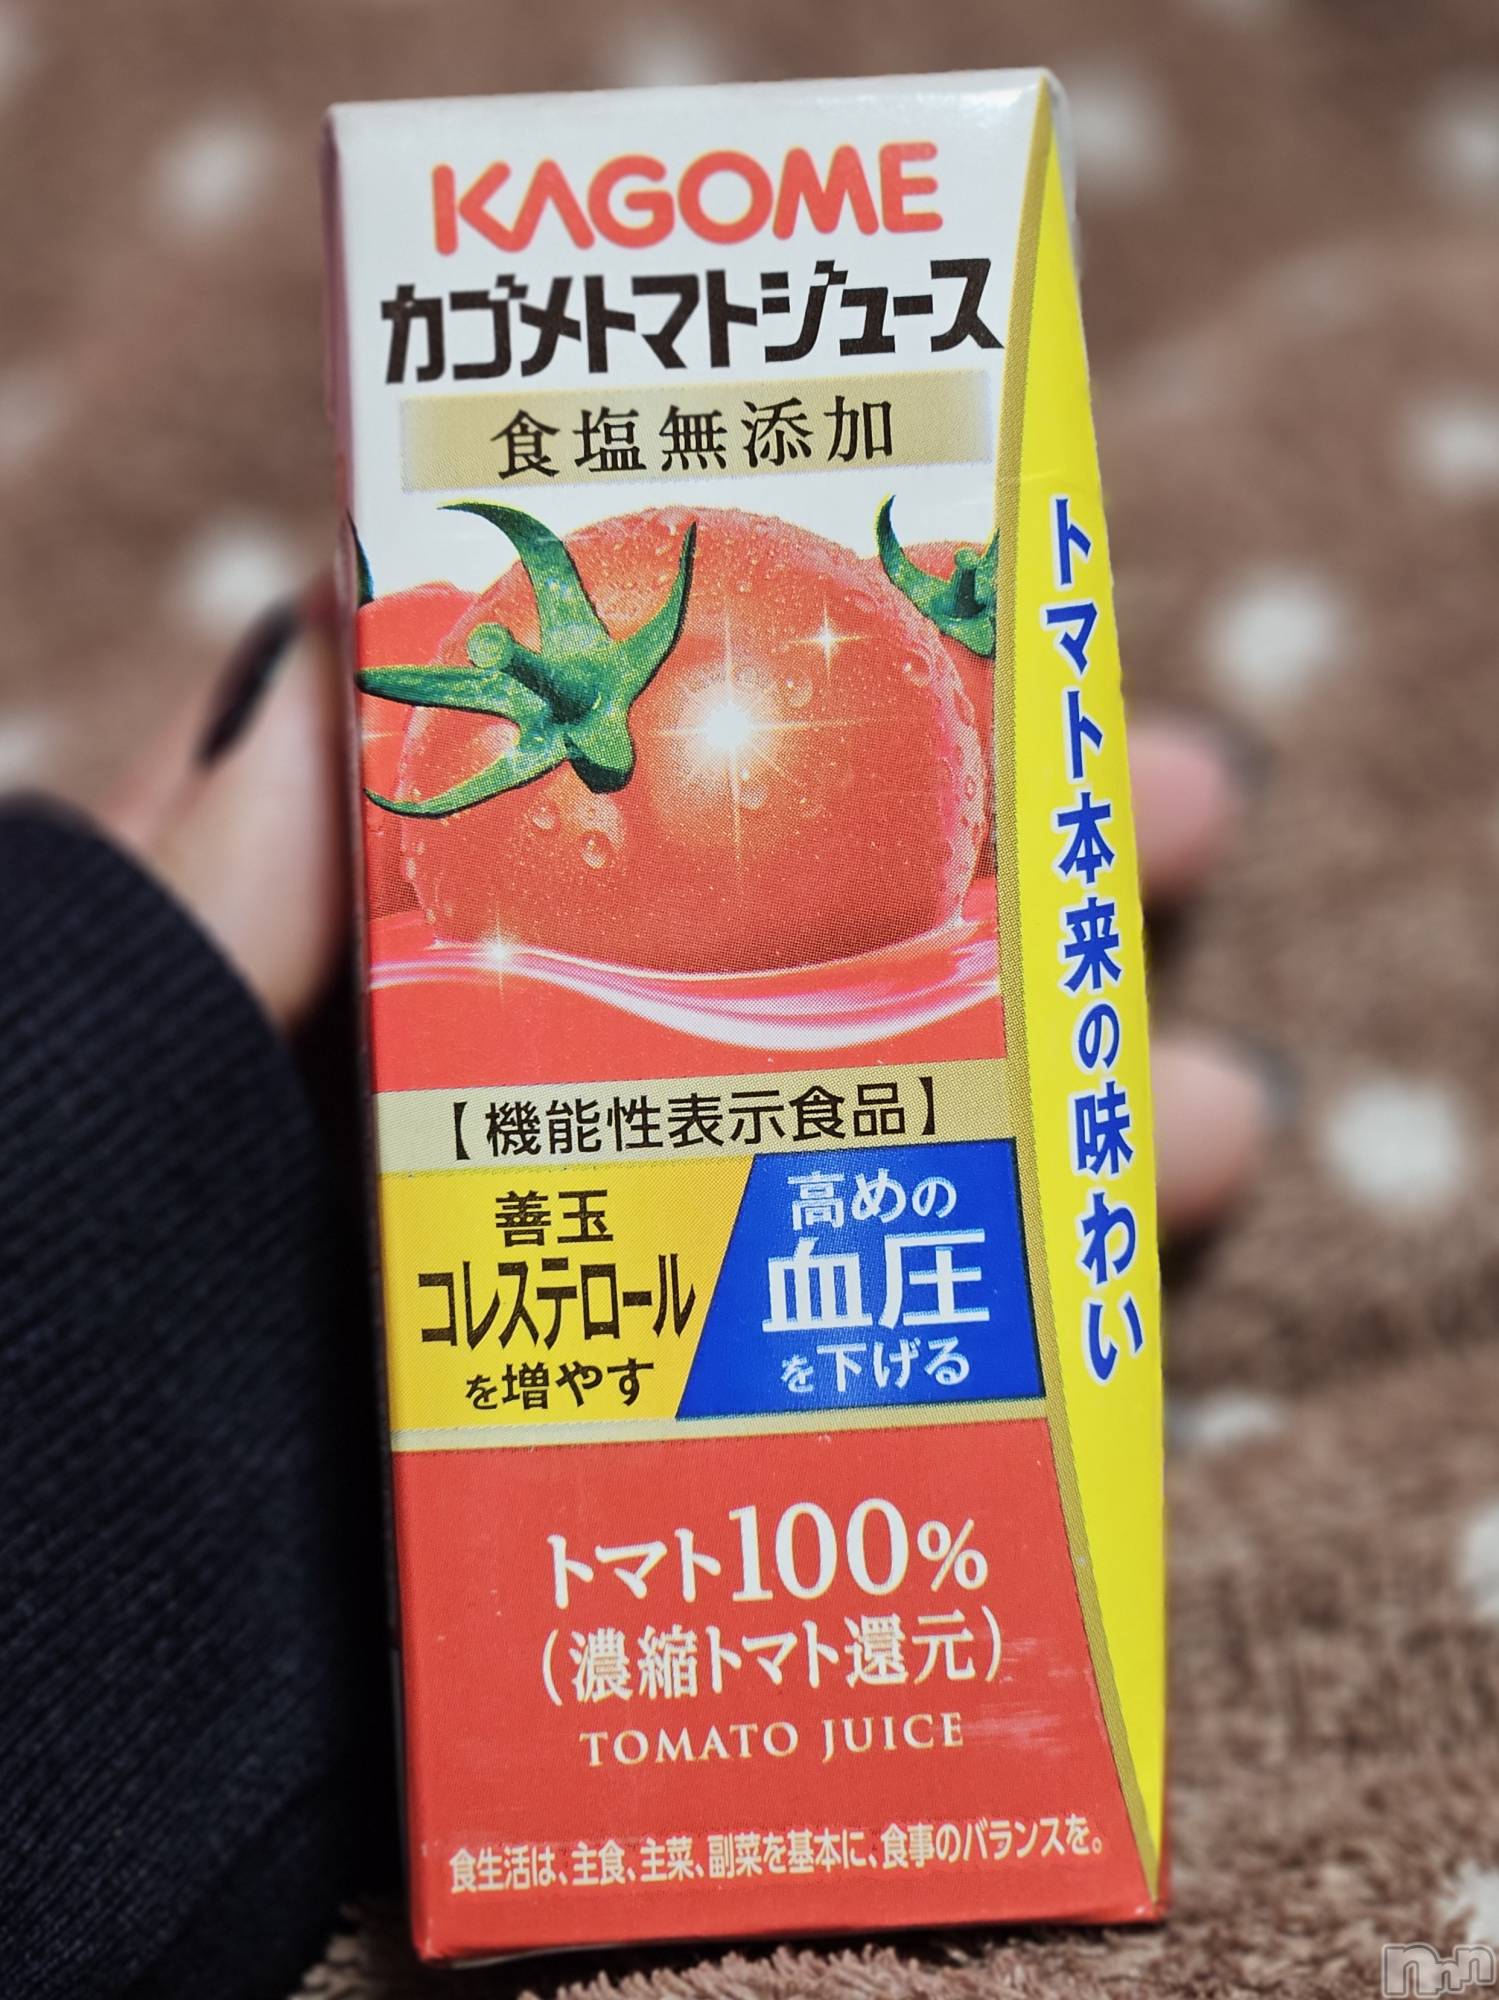 KAGOME
カゴメトマトジュース
食塩無添加
トマト本来の味わい
【機能性表示食品】
善玉
コレステロール
を増やす
高めの
血圧
を下げる
トマト100%
(濃縮トマト還元)
TOMATO JUICE
食生活は、主食、主菜、副菜を基本に、食事のバランスを。